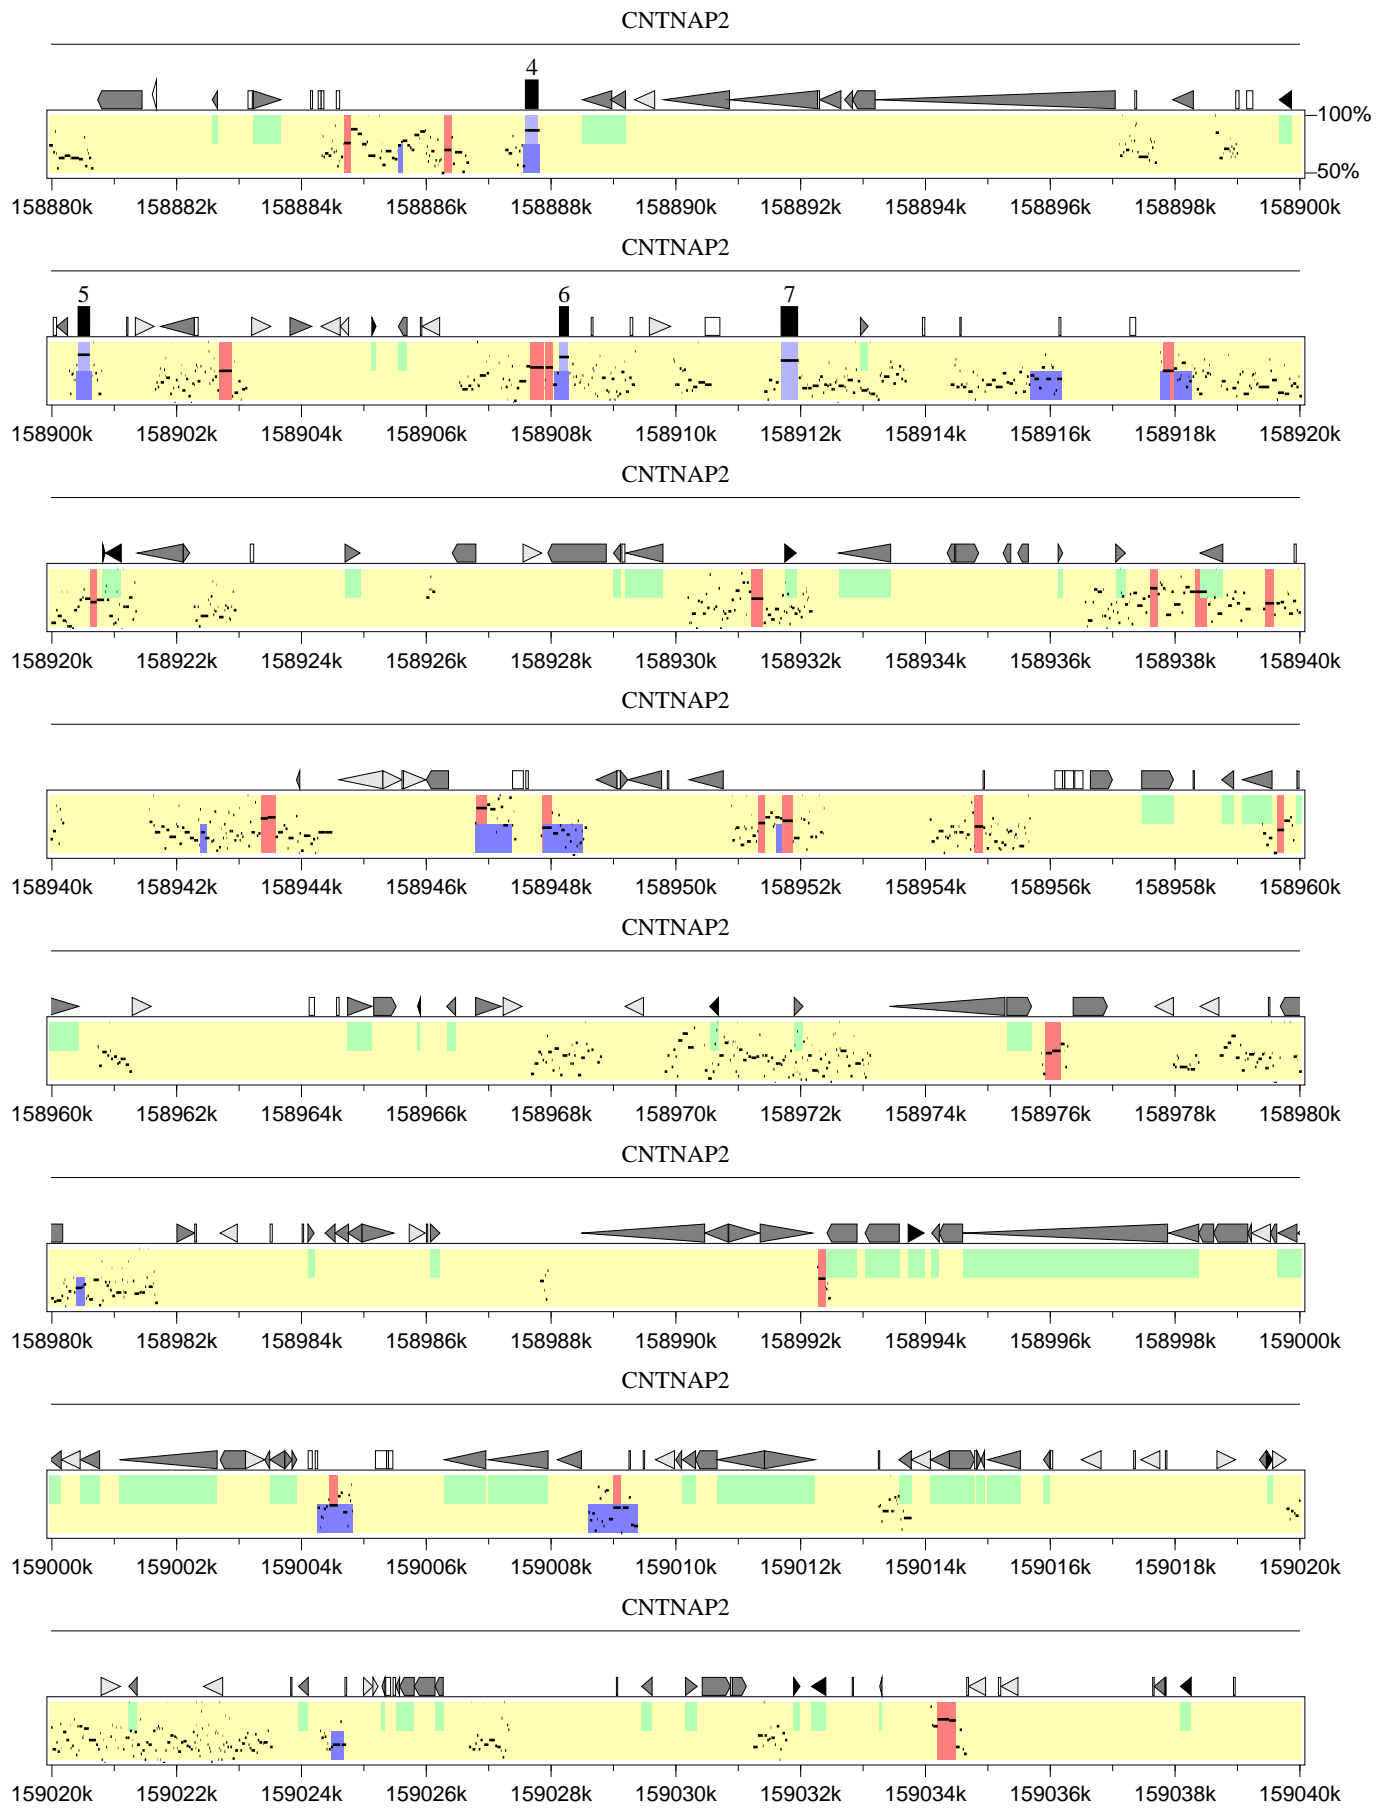 CNTNAP2
4
100%
50%
158880k 158882k 158884k 158886k 158888k 158890k 158892k 158894k 158896k 158898k 158900k
CNTNAP2
5 6 7
158900k 158902k 158904k 158906k 158908k 158910k 158912k 158914k 158916k 158918k 158920k
CNTNAP2
158920k 158922k 158924k 158926k 158928k 158930k 158932k 158934k 158936k 158938k 158940k
CNTNAP2
158940k 158942k 158944k 158946k 158948k 158950k 158952k 158954k 158956k 158958k 158960k
CNTNAP2
158960k 158962k 158964k 158966k 158968k 158970k 158972k 158974k 158976k 158978k 158980k
CNTNAP2
158980k 158982k 158984k 158986k 158988k 158990k 158992k 158994k 158996k 158998k 159000k
CNTNAP2
159000k 159002k 159004k 159006k 159008k 159010k 159012k 159014k 159016k 159018k 159020k
CNTNAP2
159020k 159022k 159024k 159026k 159028k 159030k 159032k 159034k 159036k 159038k 159040k